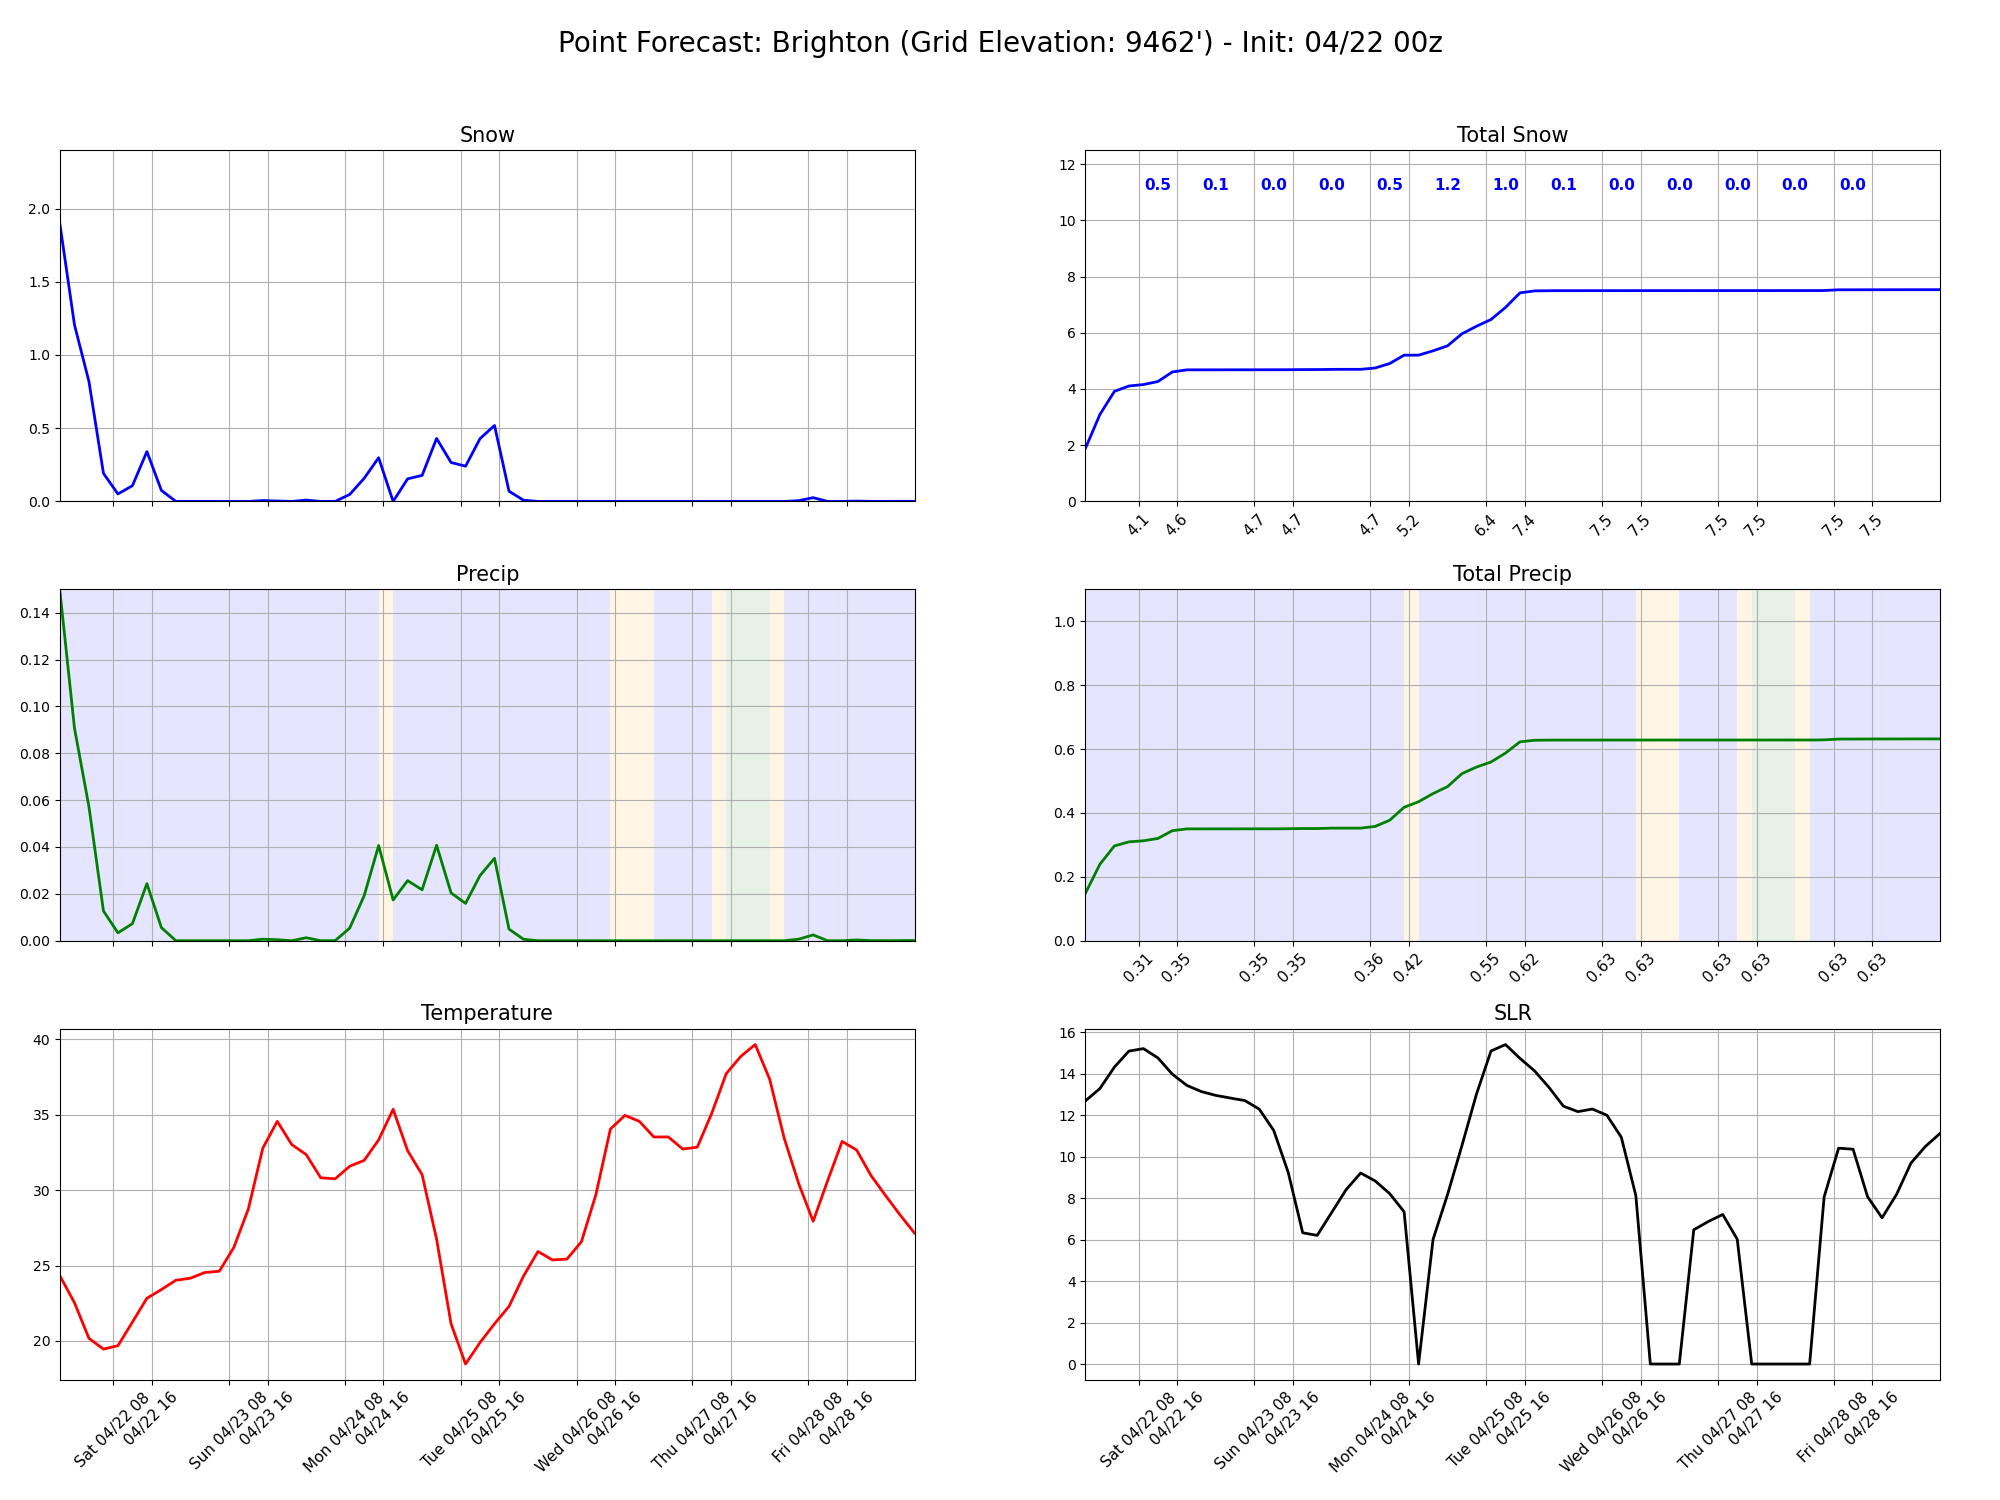 Point Forecast: Brighton (Grid Elevation: 9462') - Init: 04/22 00z
Snow
2.0
1.5
1.0
0.5
0.0
Total Snow
12
10
8
6
4
2
0
0.5 0.1 0.0 0.0 0.5 1.2 1.0 0.1 0.0 0.0 0.0 0.0 0.0
4.1 4.6 4.7 4.7 4.7 5.2 6.4 7.4 7.5 7.5 7.5 7.5 7.5 7.5
Precip
0.14
0.12
0.10
0.08
0.06
0.04
0.02
0.00
Total Precip
1.0
0.8
0.6
0.4
0.2
0.0
0.31 0.35 0.35 0.35 0.36 0.42 0.55 0.62 0.63 0.63 0.63 0.63 0.63 0.63
Temperature
40
35
30
25
20
Sat 04/22 08
04/22 16
Sun 04/23 08
04/23 16
Mon 04/24 08
04/24 16
Tue 04/25 08
04/25 16
Wed 04/26 08
04/26 16
Thu 04/27 08
04/27 16
Fri 04/28 08
04/28 16
SLR
16
14
12
10
8
6
4
2
0
Sat 04/22 08
04/22 16
Sun 04/23 08
04/23 16
Mon 04/24 08
04/24 16
Tue 04/25 08
04/25 16
Wed 04/26 08
04/26 16
Thu 04/27 08
04/27 16
Fri 04/28 08
04/28 16